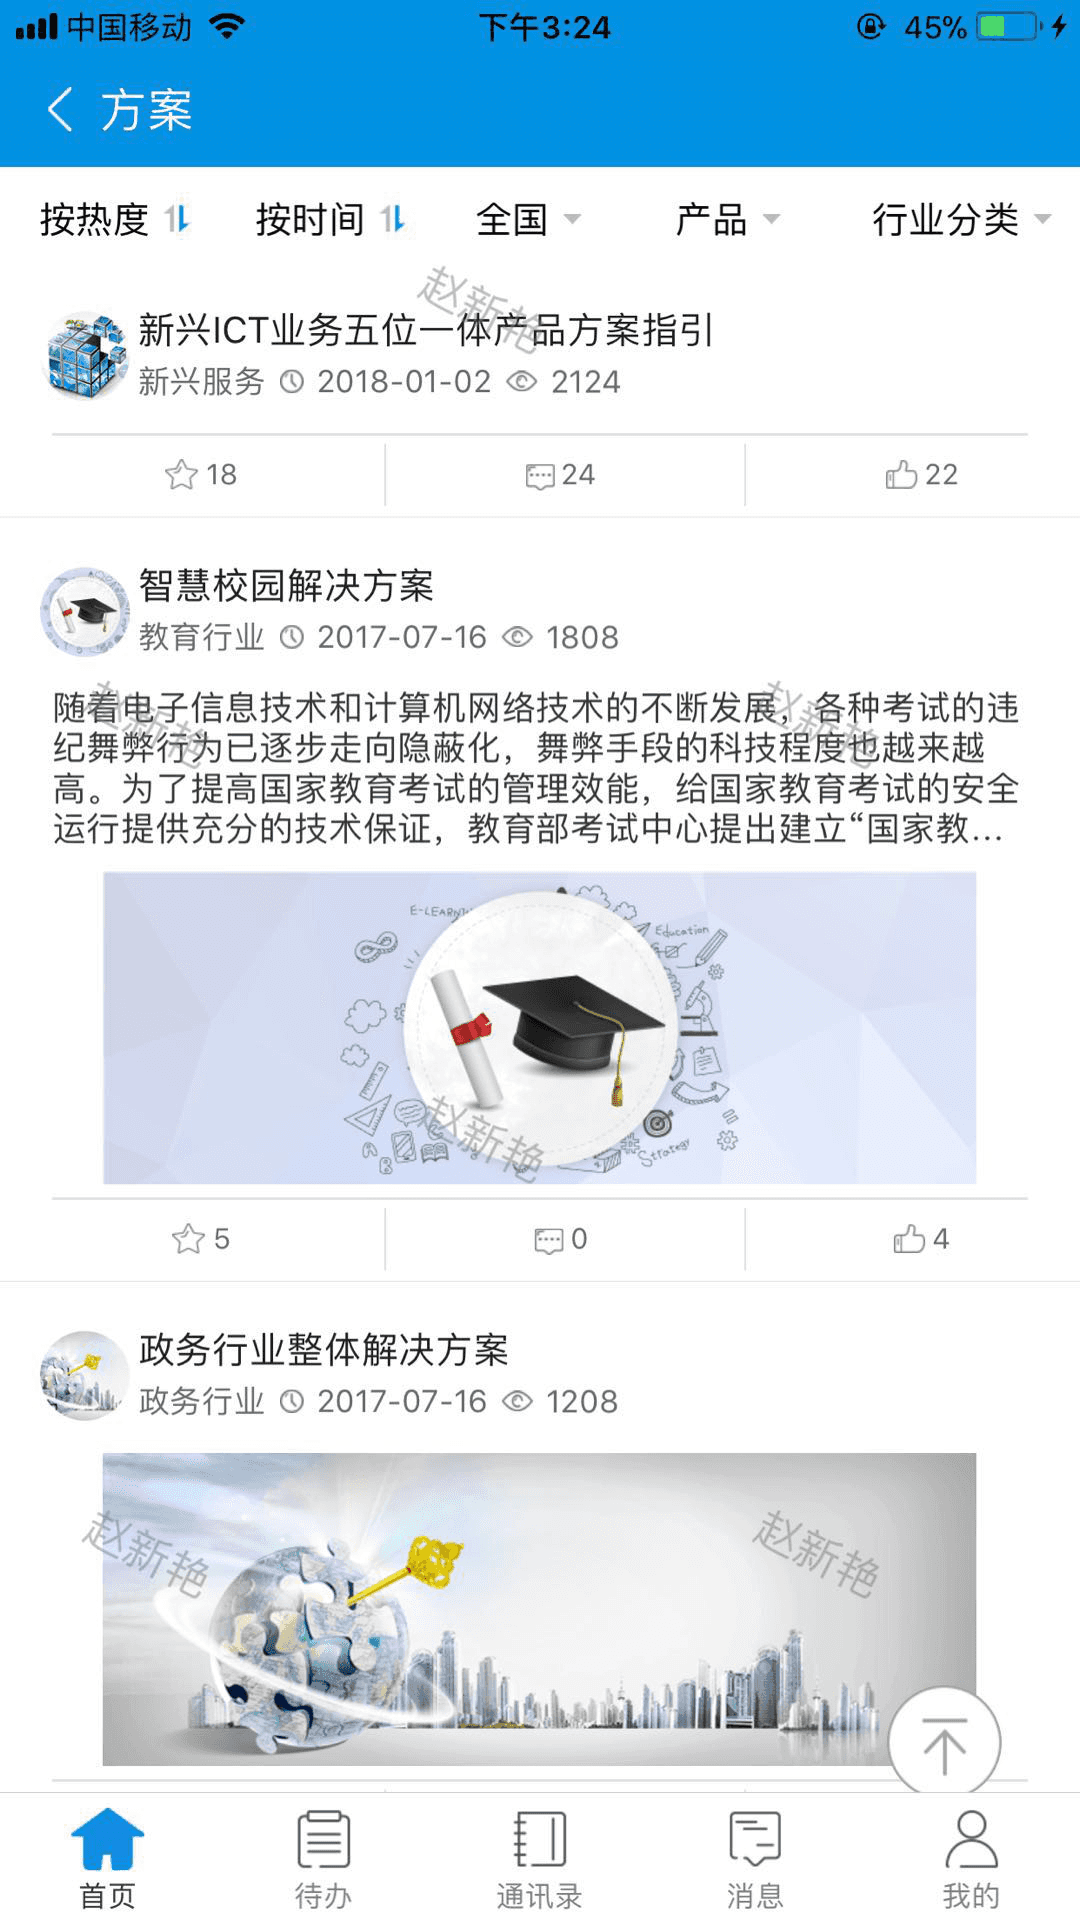 中国移动 下午3:24 45%
方案
按热度 按时间 全国 产品 行业分类
赵新艳
新兴ICT业务五位一体产品方案指引
新兴服务 2018-01-02 2124
18 24 22
智慧校园解决方案
教育行业 2017-07-16 1808
赵新艳 赵新艳
随着电子信息技术和计算机网络技术的不断发展，各种考试的违
纪舞弊行为已逐步走向隐蔽化，舞弊手段的科技程度也越来越
高。为了提高国家教育考试的管理效能，给国家教育考试的安全
运行提供充分的技术保证，教育部考试中心提出建立“国家教...
E-LEARNIN
Education
Strategy
赵新艳
5 0 4
政务行业整体解决方案
政务行业 2017-07-16 1208
赵新艳 赵新艳
首页 待办 通讯录 消息 我的